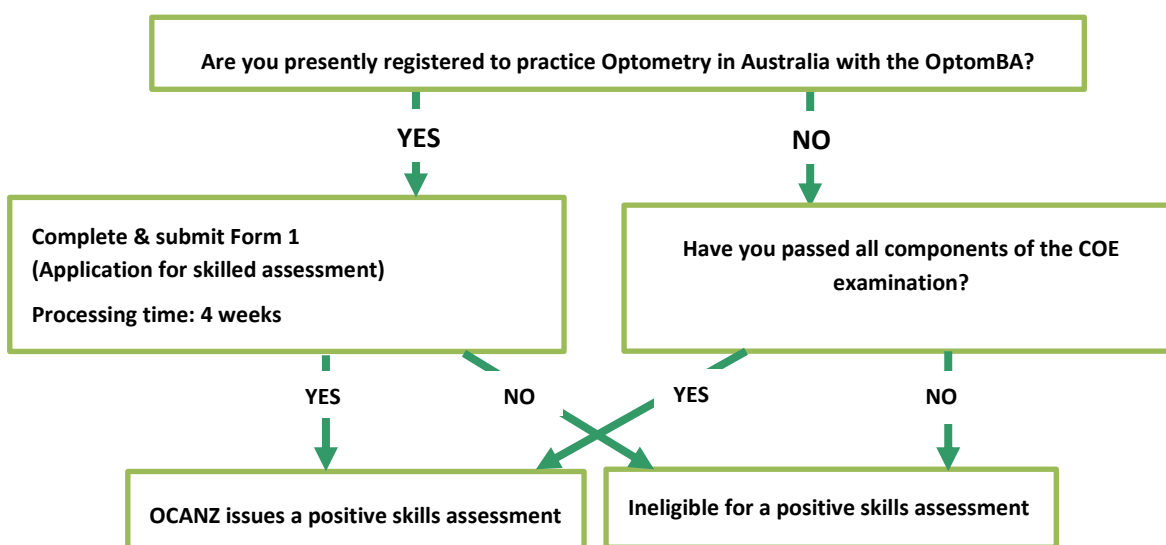 Are you presently registered to practice Optometry in Australia with the OptomBA?
YES
NO
Complete & submit Form 1
(Application for skilled assessment)
Processing time: 4 weeks
Have you passed all components of the COE
examination?
YES
NO
YES
NO
OCANZ issues a positive skills assessment
Ineligible for a positive skills assessment